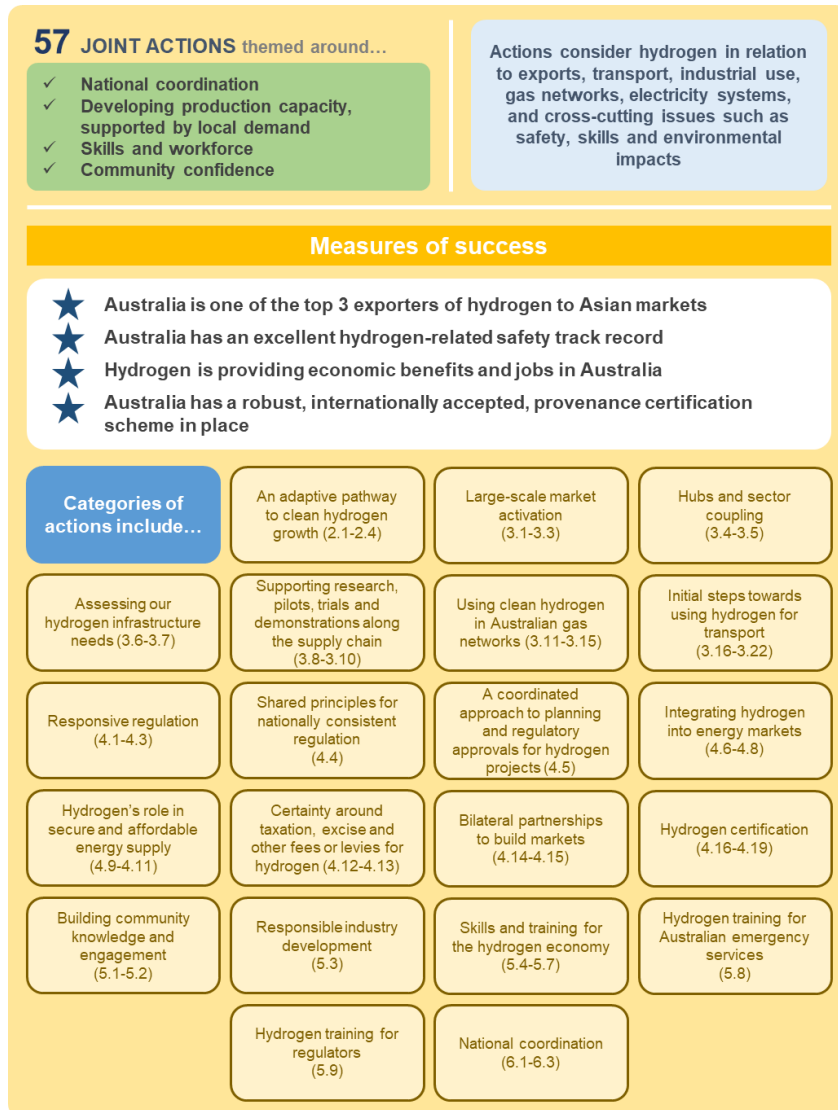 57 JOINT ACTIONS themed around…
✓ National coordination
✓ Developing production capacity,
supported by local demand
✓ Skills and workforce
✓ Community confidence
Actions consider hydrogen in relation
to exports, transport, industrial use,
gas networks, electricity systems,
and cross-cutting issues such as
safety, skills and environmental
impacts
Measures of success
Australia is one of the top 3 exporters of hydrogen to Asian markets
Australia has an excellent hydrogen-related safety track record
Hydrogen is providing economic benefits and jobs in Australia
Australia has a robust, internationally accepted, provenance certification
scheme in place
Categories of
actions include…
An adaptive pathway
to clean hydrogen
growth (2.1-2.4)
Large-scale market
activation
(3.1-3.3)
Hubs and sector
coupling
(3.4-3.5)
Assessing our
hydrogen infrastructure
needs (3.6-3.7)
Supporting research,
pilots, trials and
demonstrations along
the supply chain
(3.8-3.10)
Using clean hydrogen
in Australian gas
networks (3.11-3.15)
Initial steps towards
using hydrogen for
transport
(3.16-3.22)
Responsive regulation
(4.1-4.3)
Shared principles for
nationally consistent
regulation
(4.4)
A coordinated
approach to planning
and regulatory
approvals for hydrogen
projects (4.5)
Integrating hydrogen
into energy markets
(4.6-4.8)
Hydrogen's role in
secure and affordable
energy supply
(4.9-4.11)
Certainty around
taxation, excise and
other fees or levies for
hydrogen (4.12-4.13)
Bilateral partnerships
to build markets
(4.14-4.15)
Hydrogen certification
(4.16-4.19)
Building community
knowledge and
engagement
(5.1-5.2)
Responsible industry
development
(5.3)
Skills and training for
the hydrogen economy
(5.4-5.7)
Hydrogen training for
Australian emergency
services
(5.8)
Hydrogen training for
regulators
(5.9)
National coordination
(6.1-6.3)